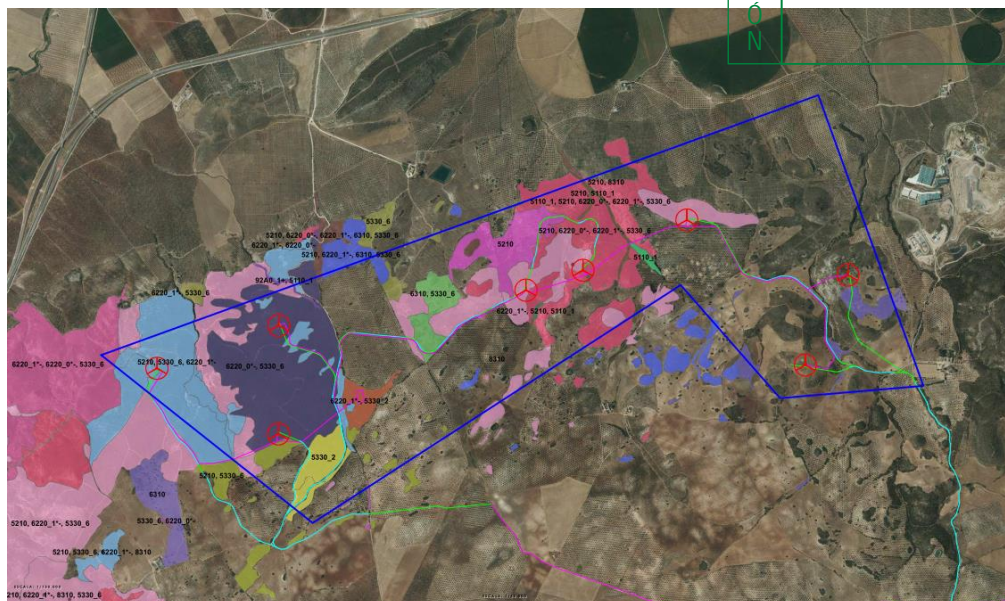 Ó
N
5330_6
5210, 8310
5210, 5110_1
5110_1, 5210, 6220_0*-, 6220_1*-, 5330_6
5210, 6220_0*-, 6220_1*-, 6310, 5330_6
5210, 6220_0*-, 6220_1*-, 5330_6
6220_1*-, 6220_0*-
5210
5210, 6220_1*-, 6310, 5330_6
5110_1
92A0_1*, 5110_1
6220_1*-, 5330_6
6310, 5330_6
6220_1*-, 5210, 5110_1
8310
5210, 5330_6, 6220_1*-
6220_1*-, 6220_0*-, 5330_6
6220_0*-, 5330_6
6220_1*-, 5330_2
5330_2
5210, 5330_6
6310
5210, 6220_1*-, 5330_6
5330_6, 6220_0*-
5210, 5330_6, 6220_1*-, 8310
210, 6220_4*-, 8310, 5330_6